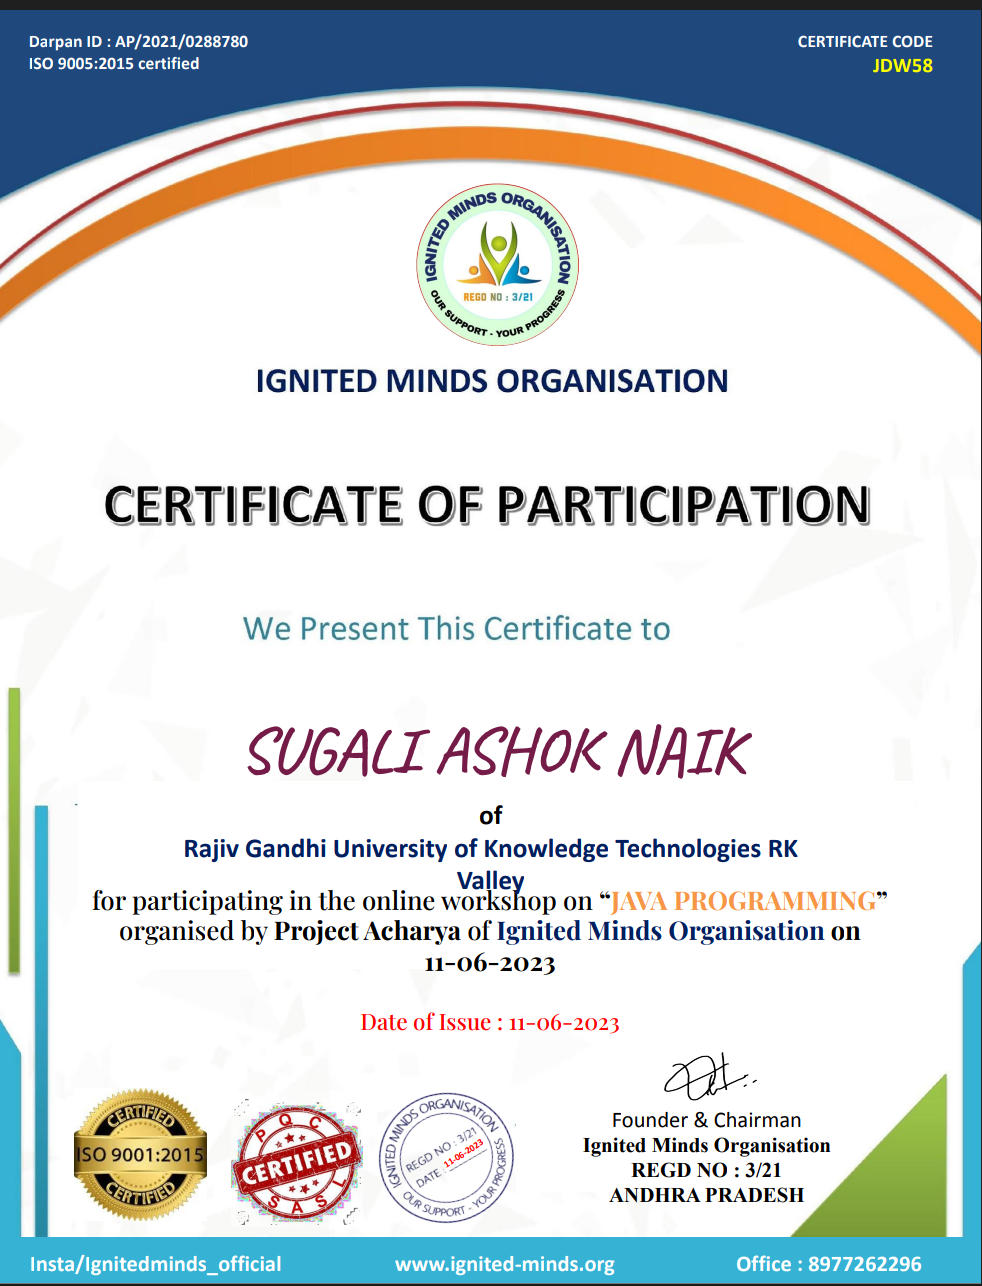 Darpan ID : AP/2021/0288780
ISO 9005:2015 certified
CERTIFICATE CODE
JDW58
IGNITED MINDS ORGANISATION
REGD NO : 3/21
OUR SUPPORT - YOUR PROGRESS
IGNITED MINDS ORGANISATION
CERTIFICATE OF PARTICIPATION
We Present This Certificate to
SUGALI ASHOK NAIK
of
Rajiv Gandhi University of Knowledge Technologies RK
Valley
for participating in the online workshop on “JAVA PROGRAMMING”
organised by Project Acharya of Ignited Minds Organisation on
11-06-2023
Date of Issue : 11-06-2023
CERTIFIED
ISO 9001:2015
CERTIFIED
PQC
CERTIFIED
SASL
IGNITED MINDS ORGANISATION
REGD NO : 3/21
DATE : 11-06-2023
OUR SUPPORT - YOUR PROGRESS
Founder & Chairman
Ignited Minds Organisation
REGD NO : 3/21
ANDHRA PRADESH
Insta/Ignitedminds_official
www.ignited-minds.org
Office : 8977262296